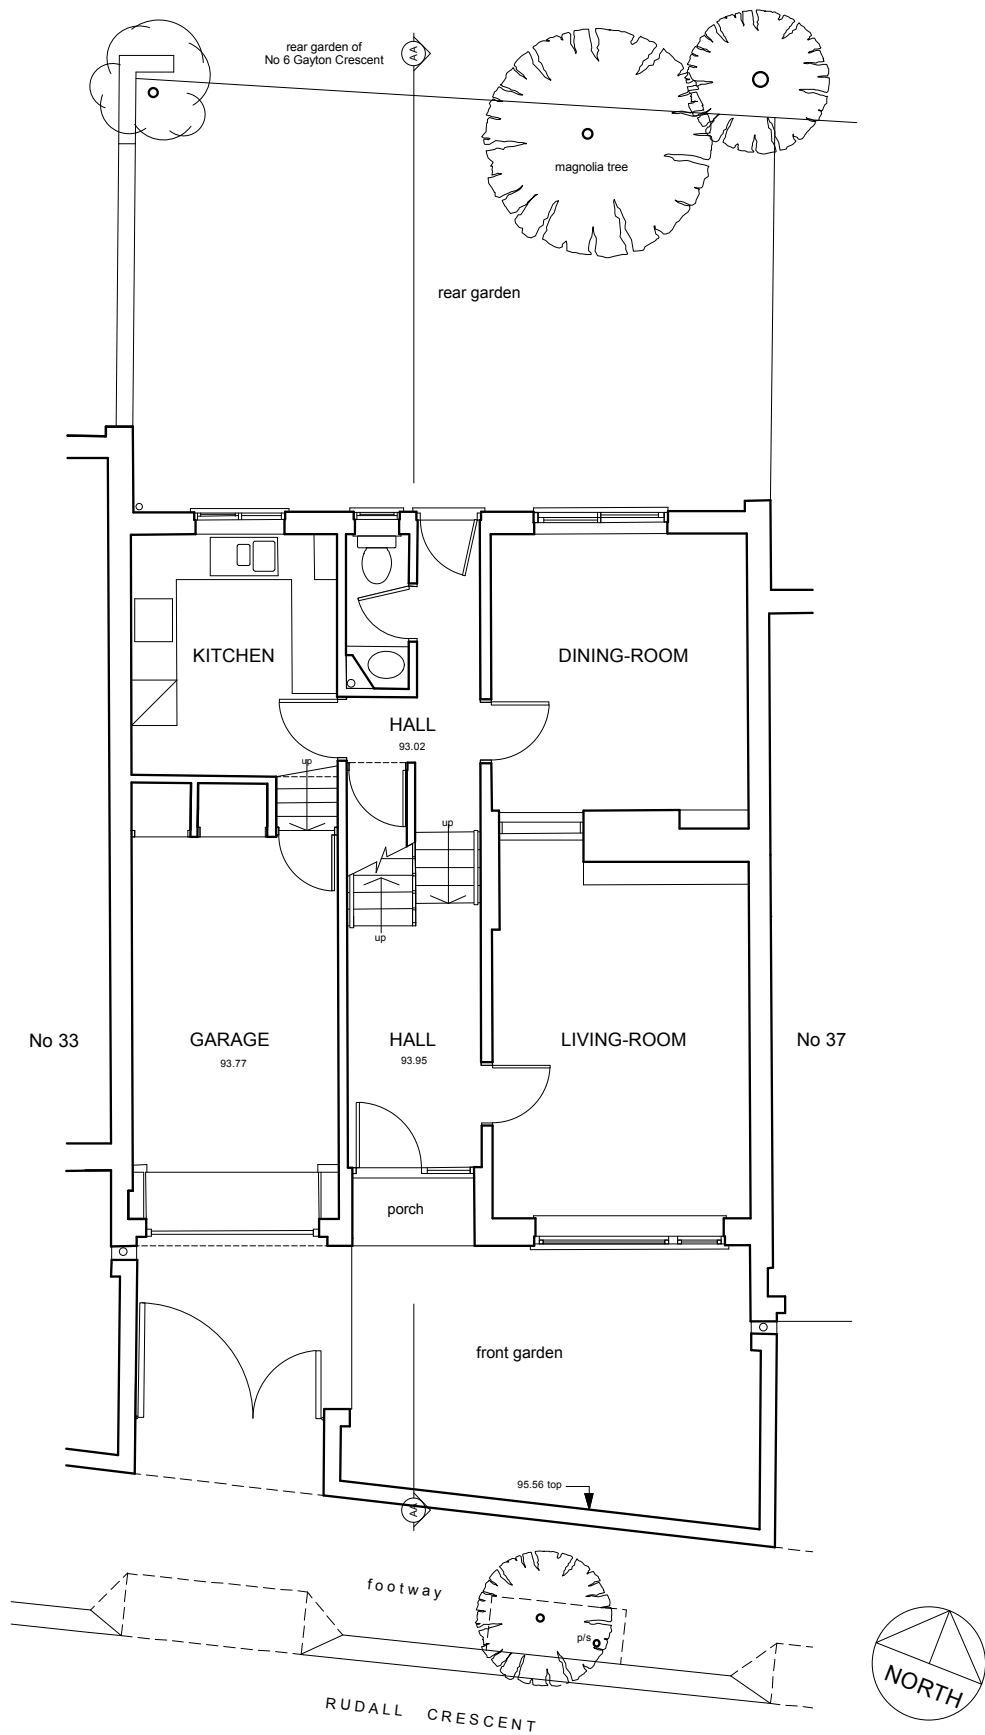 rear garden of
No 6 Gayton Crescent
AA
magnolia tree
rear garden
KITCHEN
DINING-ROOM
HALL
93.02
up
up
up
No 33
GARAGE
93.77
HALL
93.95
LIVING-ROOM
No 37
porch
front garden
95.56 top
AA
footway
p/s
NORTH
RUDALL CRESCENT